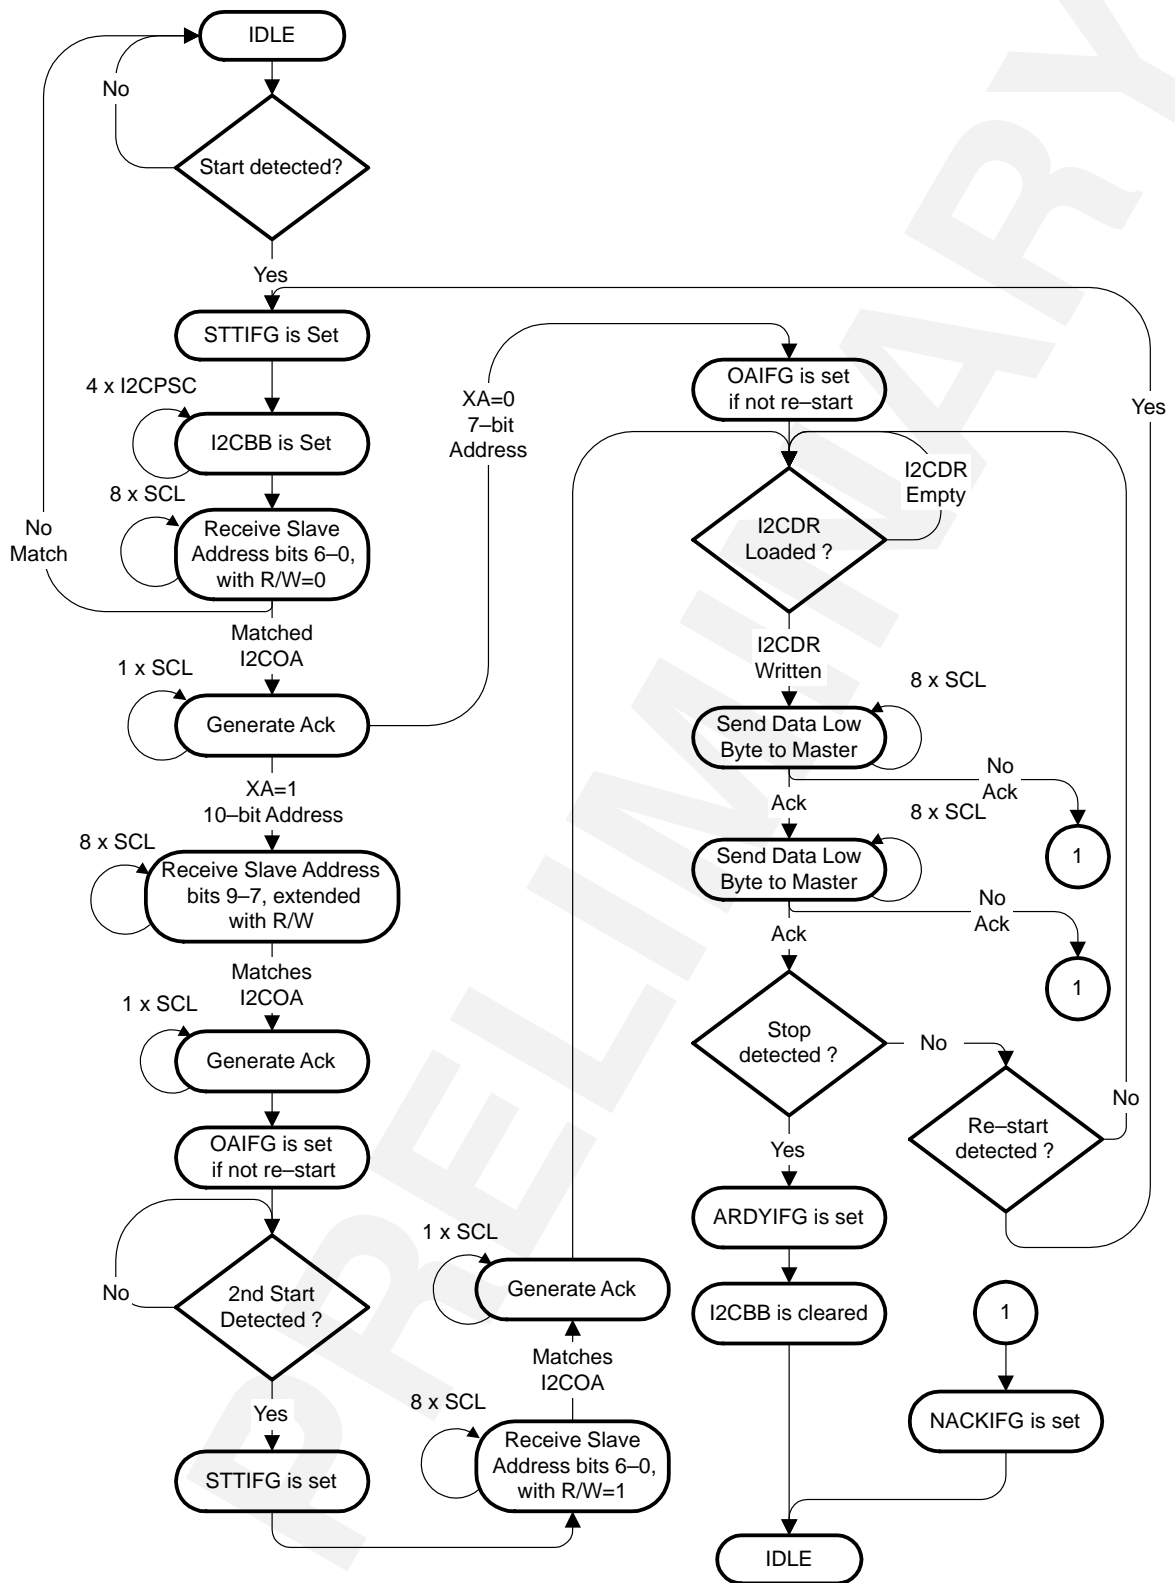 IDLE
No
Start detected?
Yes
STTIFG is Set
4 x I2CPSC
I2CBB is Set
8 x SCL
Receive Slave
Address bits 6–0,
with R/W=0
No
Match
Matched
I2COA
1 x SCL
Generate Ack
XA=0
7–bit
Address
XA=1
10–bit Address
8 x SCL
Receive Slave Address
bits 9–7, extended
with R/W
Matches
I2COA
1 x SCL
Generate Ack
OAIFG is set
if not re–start
No
2nd Start
Detected ?
Yes
STTIFG is set
8 x SCL
Receive Slave
Address bits 6–0,
with R/W=1
Matches
I2COA
1 x SCL
Generate Ack
OAIFG is set
if not re–start
Yes
I2CDR
Empty
I2CDR
Loaded ?
I2CDR
Written
8 x SCL
Send Data Low
Byte to Master
No
Ack
1
Ack
8 x SCL
Send Data Low
Byte to Master
No
Ack
1
Ack
Stop
detected ?
No
Re–start
detected ?
No
Yes
ARDYIFG is set
I2CBB is cleared
1
NACKIFG is set
IDLE
PRELIMINARY